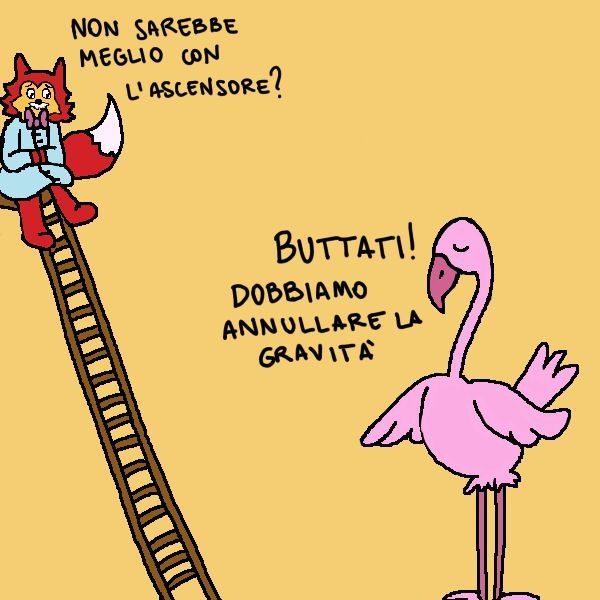 NON SAREBBE
MEGLIO CON
L'ASCENSORE?
BUTTATI!
DOBBIAMO
ANNULLARE LA
GRAVITÀ